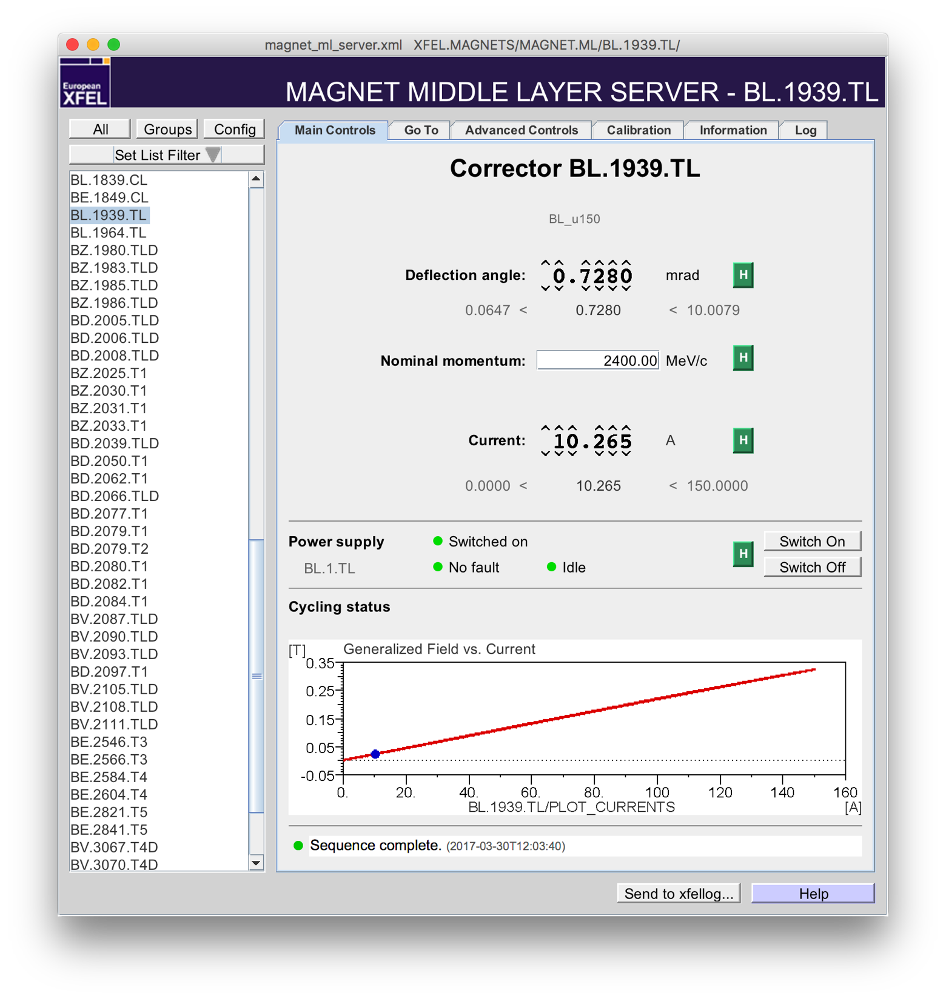 magnet_ml_server.xml XFEL.MAGNETS/MAGNET.ML/BL.1939.TL/
European
XFEL
MAGNET MIDDLE LAYER SERVER - BL.1939.TL
All Groups Config
Set List Filter
BL.1839.CL
BE.1849.CL
BL.1939.TL
BL.1964.TL
BZ.1980.TLD
BZ.1983.TLD
BZ.1985.TLD
BZ.1986.TLD
BD.2005.TLD
BD.2006.TLD
BD.2008.TLD
BZ.2025.T1
BZ.2030.T1
BZ.2031.T1
BZ.2033.T1
BD.2039.TLD
BD.2050.T1
BD.2062.T1
BD.2066.TLD
BD.2077.T1
BD.2079.T1
BD.2079.T2
BD.2080.T1
BD.2082.T1
BD.2084.T1
BV.2087.TLD
BV.2090.TLD
BV.2093.TLD
BD.2097.T1
BV.2105.TLD
BV.2108.TLD
BV.2111.TLD
BE.2546.T3
BE.2566.T3
BE.2584.T4
BE.2604.T4
BE.2821.T5
BE.2841.T5
BV.3067.T4D
BV.3070.T4D
Main Controls Go To Advanced Controls Calibration Information Log
Corrector BL.1939.TL
BL_u150
Deflection angle: 0.7280 mrad H
0.0647 < 0.7280 < 10.0079
Nominal momentum: 2400.00 MeV/c H
Current: 10.265 A H
0.0000 < 10.265 < 150.0000
Power supply Switched on H Switch On
BL.1.TL No fault Idle Switch Off
Cycling status
[T] Generalized Field vs. Current
0.35
0.25
0.15
0.05
-0.05
0. 20. 40. 60. 80. 100 120 140 160
BL.1939.TL/PLOT_CURRENTS [A]
Sequence complete. (2017-03-30T12:03:40)
Send to xfellog... Help